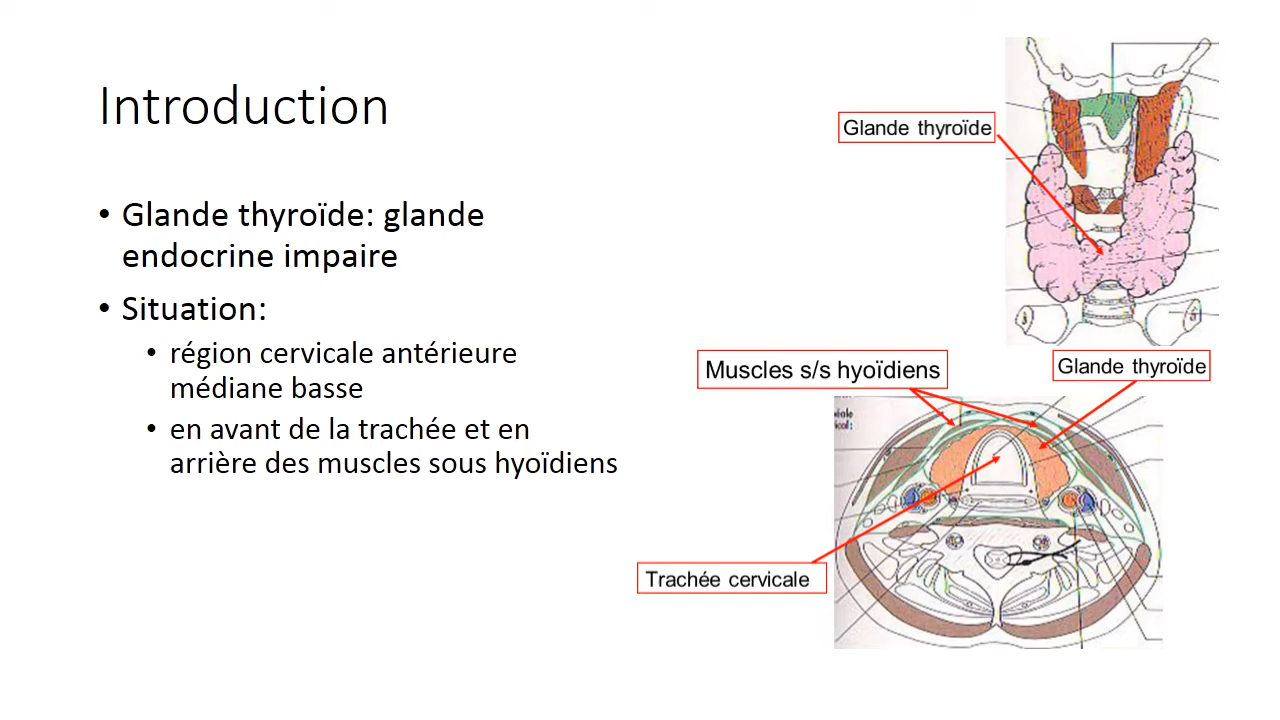 Introduction
• Glande thyroïde: glande
endocrine impaire
• Situation:
• région cervicale antérieure
médiane basse
• en avant de la trachée et en
arrière des muscles sous hyoïdiens
Glande thyroïde
Muscles s/s hyoïdiens
Glande thyroïde
Trachée cervicale